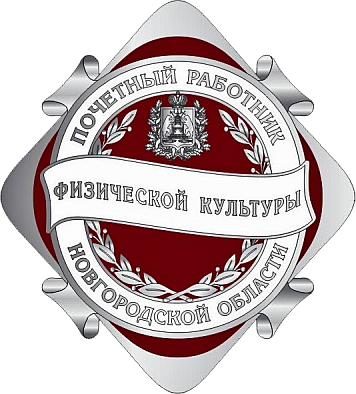 ПОЧЕТНЫЙ РАБОТНИК
ФИЗИЧЕСКОЙ КУЛЬТУРЫ
НОВГОРОДСКОЙ ОБЛАСТИ